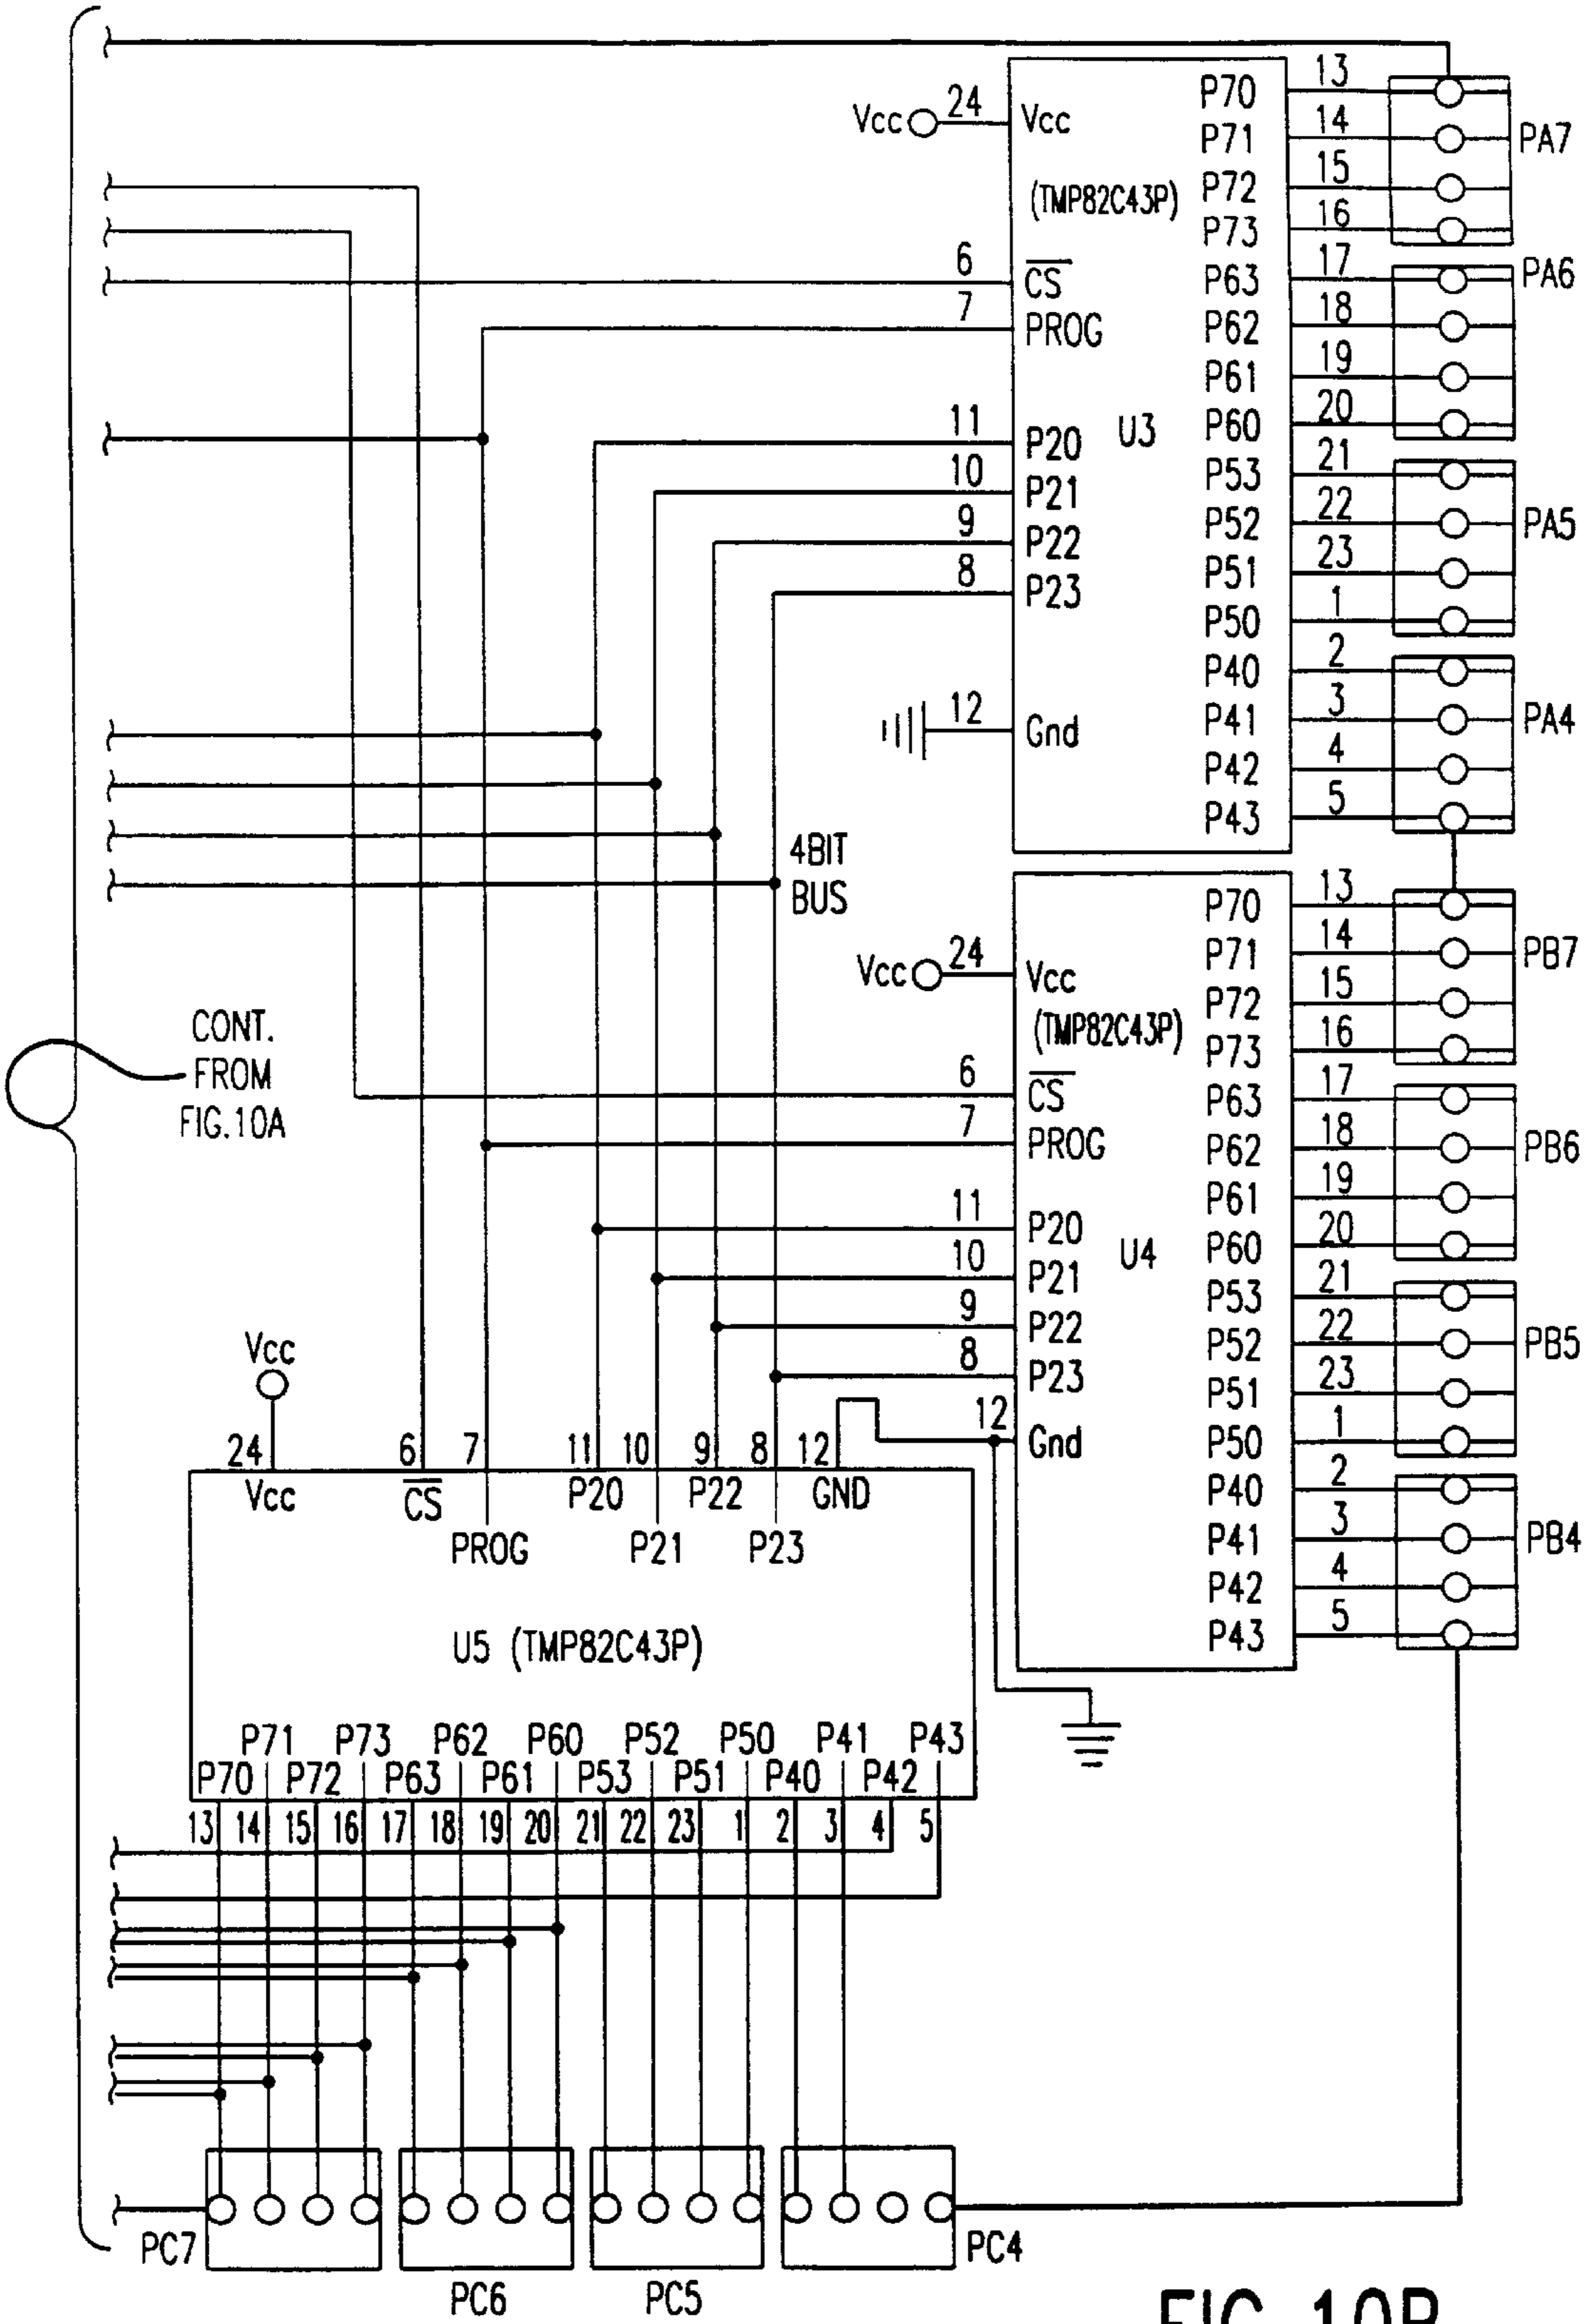 Vcc 24 Vcc P70 13
P71 14 PA7
(TMP82C43P) P72 15
P73 16
6 CS P63 17 PA6
7 PROG P62 18
P61 19
11 P20 U3 P60 20
10 P21 P53 21
9 P22 P52 22 PA5
8 P23 P51 23
P50 1
P40 2
12 Gnd P41 3 PA4
P42 4
P43 5
4BIT
BUS
P70 13
Vcc 24 Vcc P71 14 PB7
(TMP82C43P) P72 15
P73 16
CONT.
FROM
FIG.10A
6 CS P63 17
7 PROG P62 18 PB6
P61 19
11 P20 U4 P60 20
10 P21 P53 21
9 P22 P52 22 PB5
8 P23 P51 23
12 Gnd P50 1
P40 2
P41 3 PB4
P42 4
P43 5
Vcc
24 6 7 11 10 9 8 12
Vcc CS P20 P22 GND
PROG P21 P23
U5 (TMP82C43P)
P71 P73 P62 P60 P52 P50 P41 P43
P70 P72 P63 P61 P53 P51 P40 P42
13 14 15 16 17 18 19 20 21 22 23 1 2 3 4 5
PC7 PC4
PC6 PC5
FIG. 10B